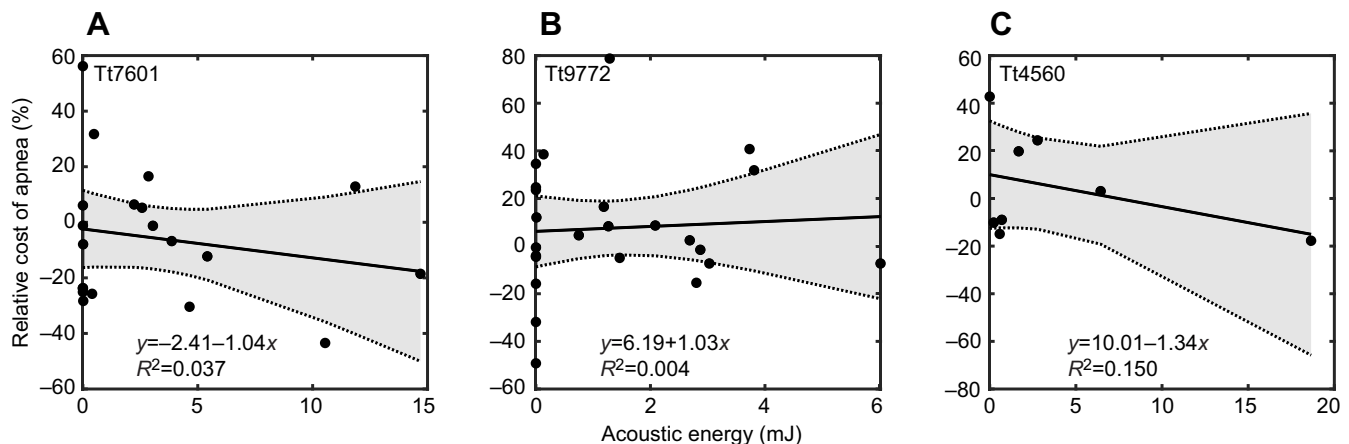 A
B
C
Relative cost of apnea (%)
Tt7601
60
40
20
0
–20
–40
–60
y=–2.41–1.04x
R²=0.037
0
5
10
15
Tt9772
80
60
40
20
0
–20
–40
–60
y=6.19+1.03x
R²=0.004
0
2
4
6
Tt4560
60
40
20
0
–20
–40
–60
–80
y=10.01–1.34x
R²=0.150
0
5
10
15
20
Acoustic energy (mJ)